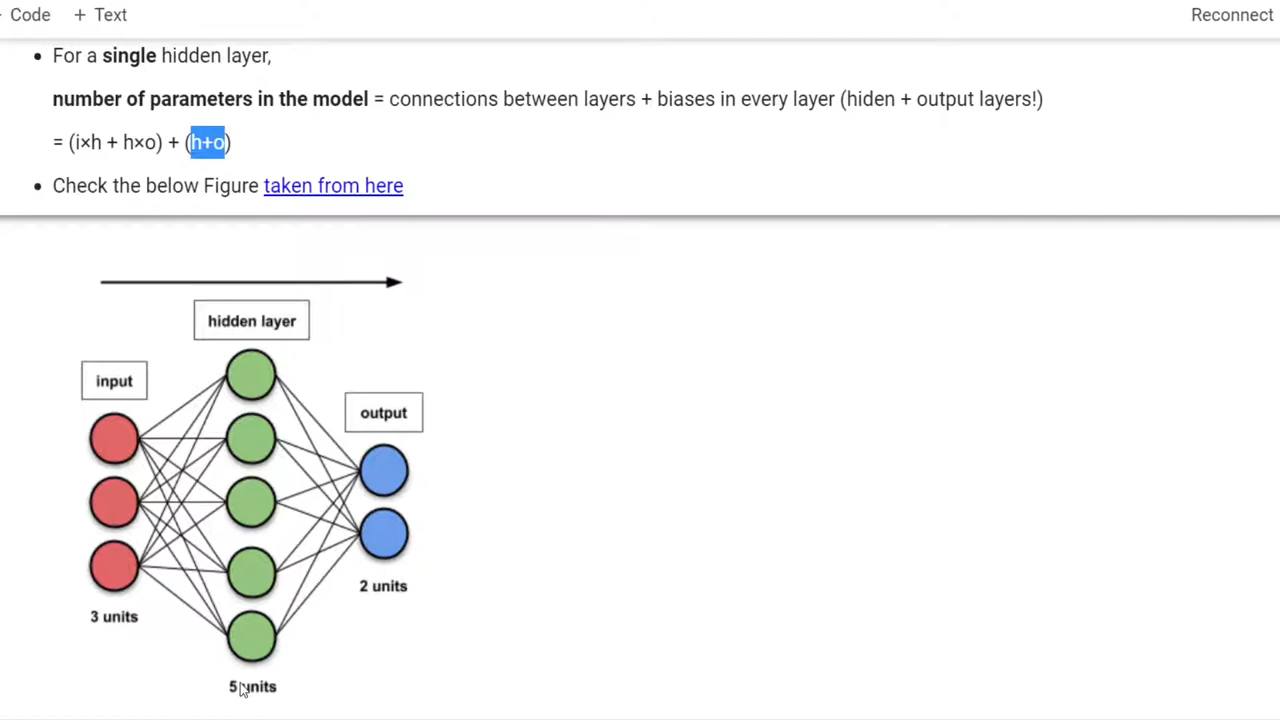 Code + Text Reconnect
• For a single hidden layer,
number of parameters in the model = connections between layers + biases in every layer (hiden + output layers!)
= (i×h + h×o) + (h+o)
• Check the below Figure taken from here
hidden layer
input
output
2 units
3 units
5 units